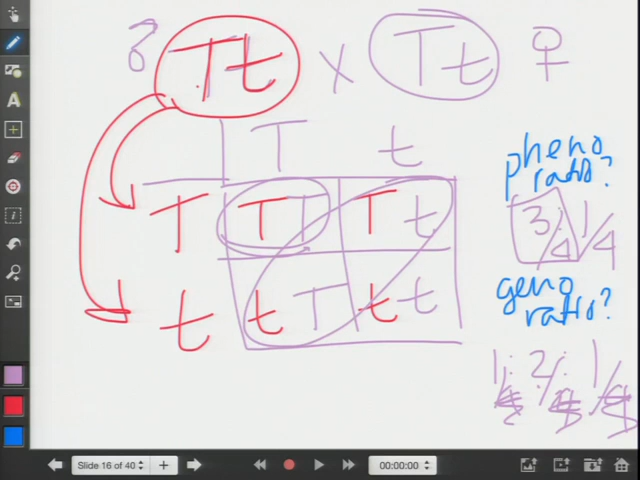 ♂ Tt x Tt ♀
T t
T TT Tt
t tT tt
pheno
ratio?
3/4 1/4
geno
ratio?
1: 2: 1
A
Slide 16 of 40
00:00:00